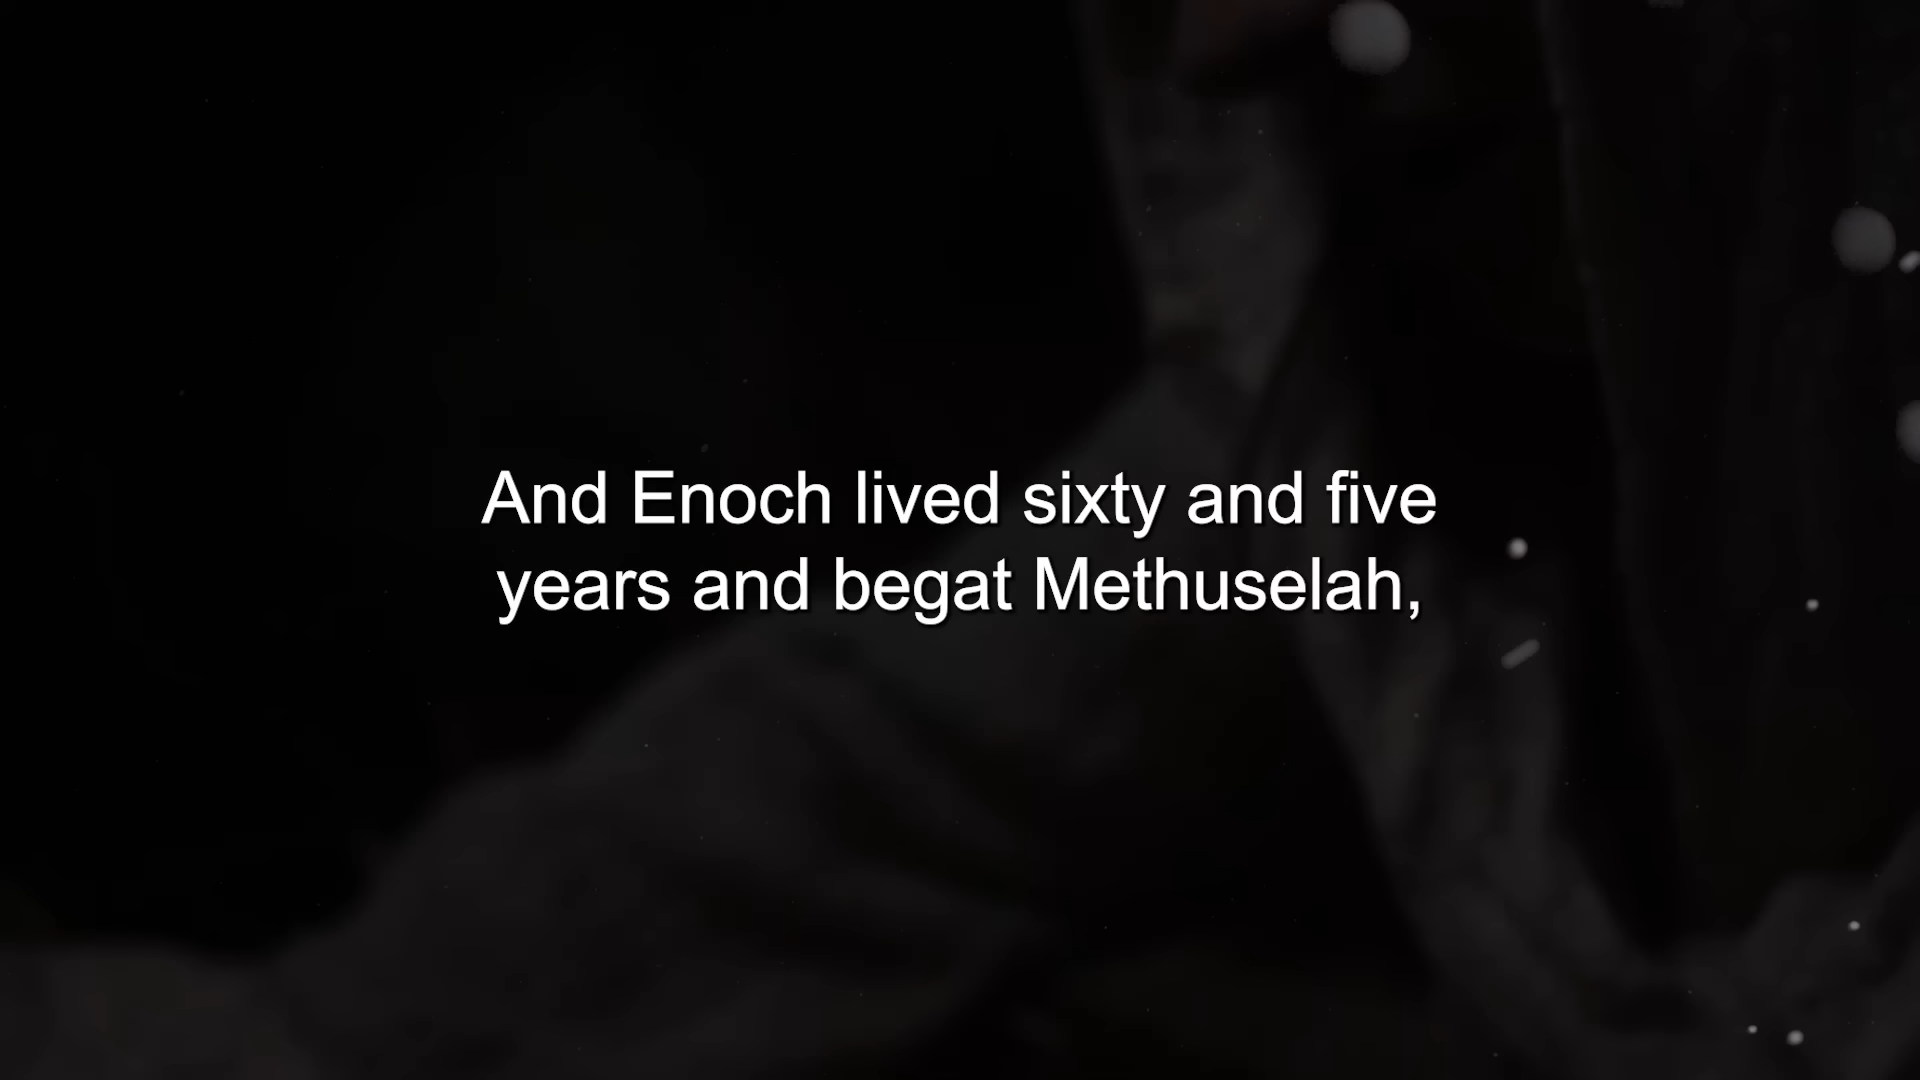 And Enoch lived sixty and five
years and begat Methuselah,